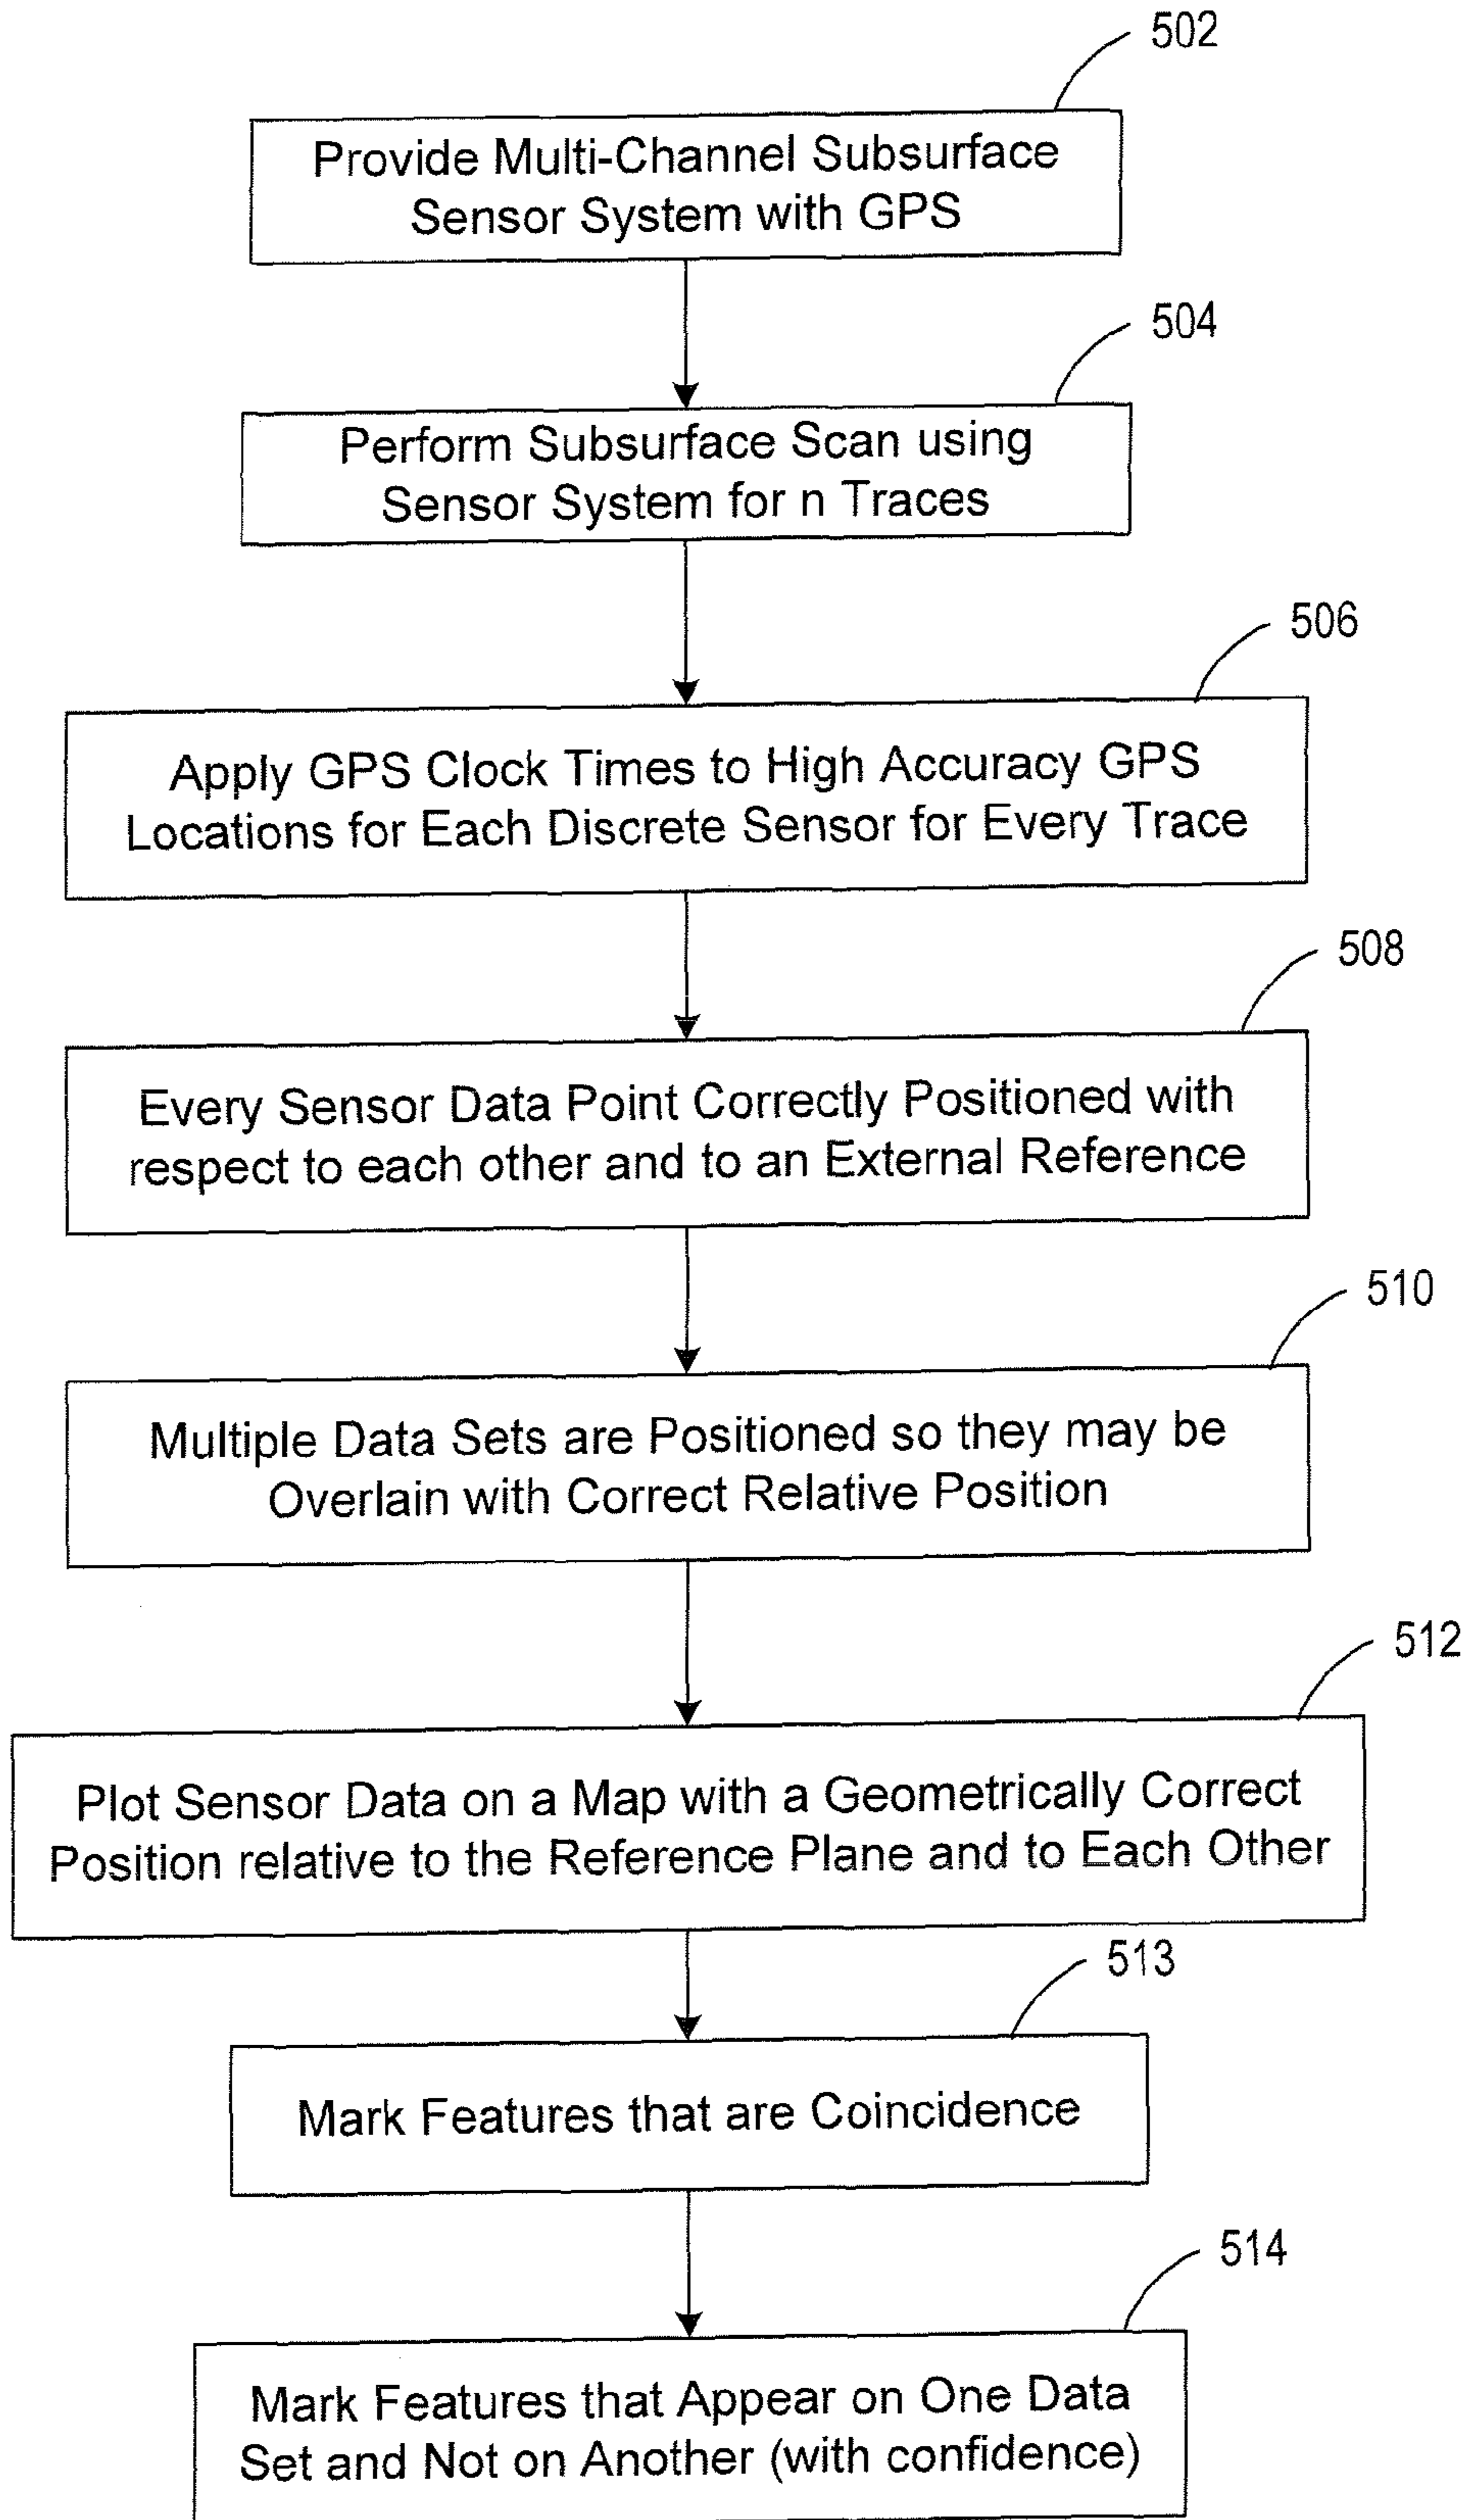 502
Provide Multi-Channel Subsurface
Sensor System with GPS
504
Perform Subsurface Scan using
Sensor System for n Traces
506
Apply GPS Clock Times to High Accuracy GPS
Locations for Each Discrete Sensor for Every Trace
508
Every Sensor Data Point Correctly Positioned with
respect to each other and to an External Reference
510
Multiple Data Sets are Positioned so they may be
Overlain with Correct Relative Position
512
Plot Sensor Data on a Map with a Geometrically Correct
Position relative to the Reference Plane and to Each Other
513
Mark Features that are Coincidence
514
Mark Features that Appear on One Data
Set and Not on Another (with confidence)